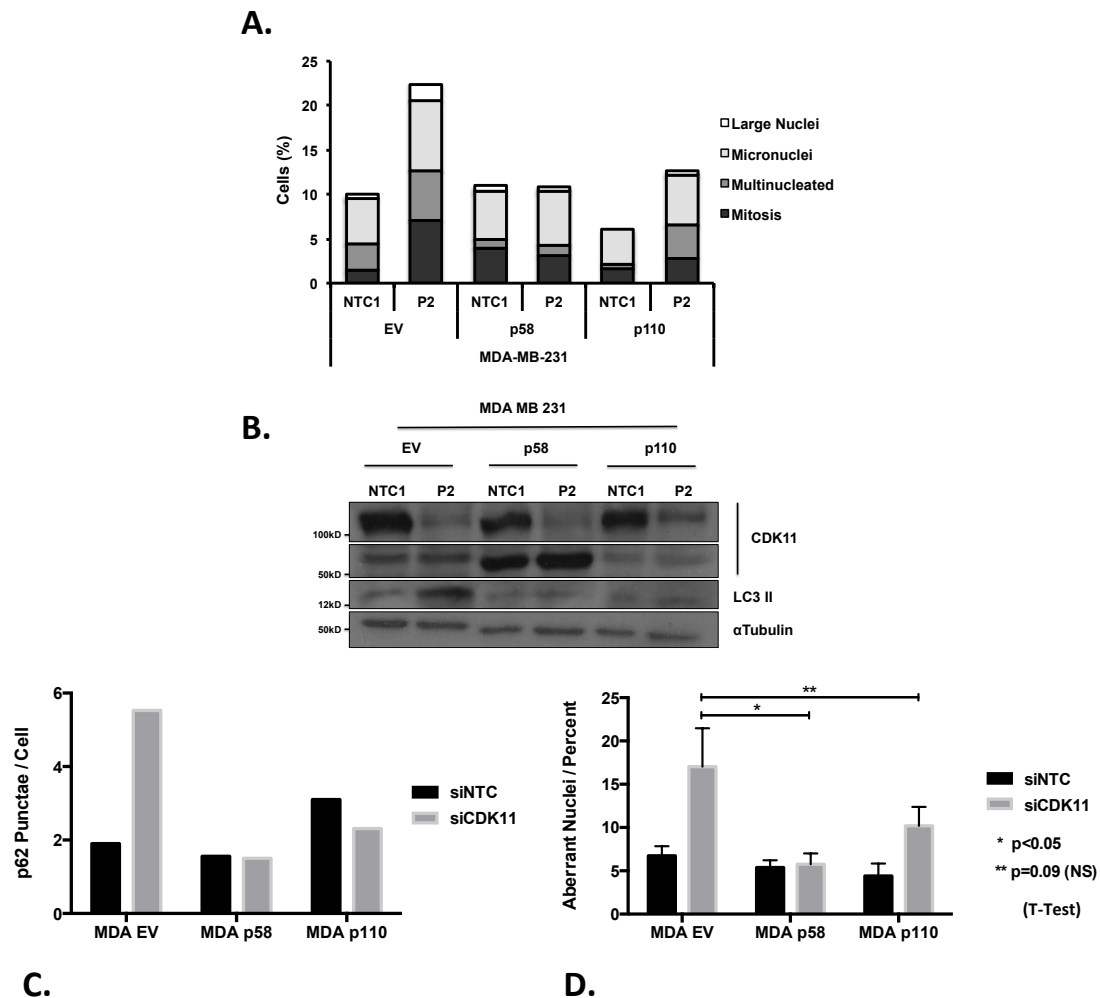 A.
25
20
15
10
5
0
Cells (%)
Large Nuclei
Micronuclei
Multinucleated
Mitosis
NTC1 P2 NTC1 P2 NTC1 P2
EV p58 p110
MDA-MB-231
B.
MDA MB 231
EV p58 p110
NTC1 P2 NTC1 P2 NTC1 P2
100kD
50kD
12kD
50kD
CDK11
LC3 II
αTubulin
6
4
2
0
p62 Punctae / Cell
siNTC
siCDK11
MDA EV MDA p58 MDA p110
C.
25
20
15
10
5
0
Aberrant Nuclei / Percent
**
*
siNTC
siCDK11
* p<0.05
** p=0.09 (NS)
(T-Test)
MDA EV MDA p58 MDA p110
D.